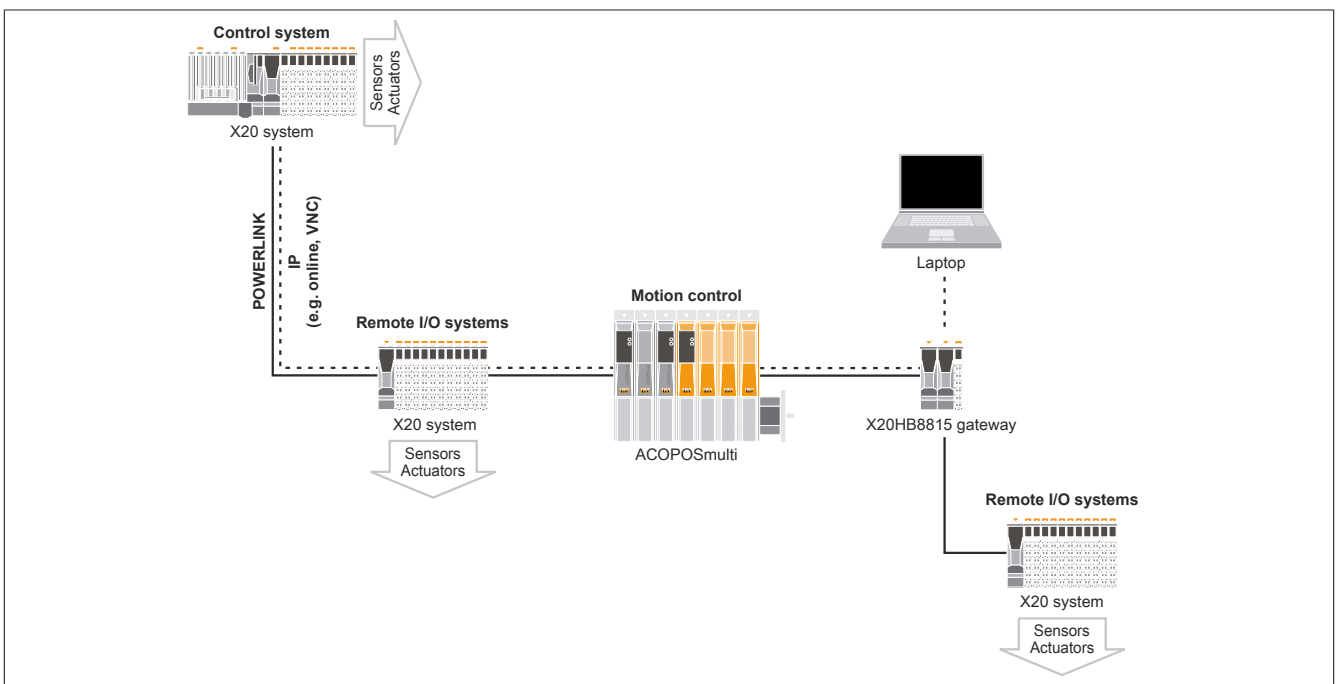 Control system
Sensors
Actuators
X20 system
POWERLINK
IP
(e.g. online, VNC)
Laptop
Motion control
Remote I/O systems
X20 system
Sensors
Actuators
ACOPOSmulti
X20HB8815 gateway
Remote I/O systems
X20 system
Sensors
Actuators